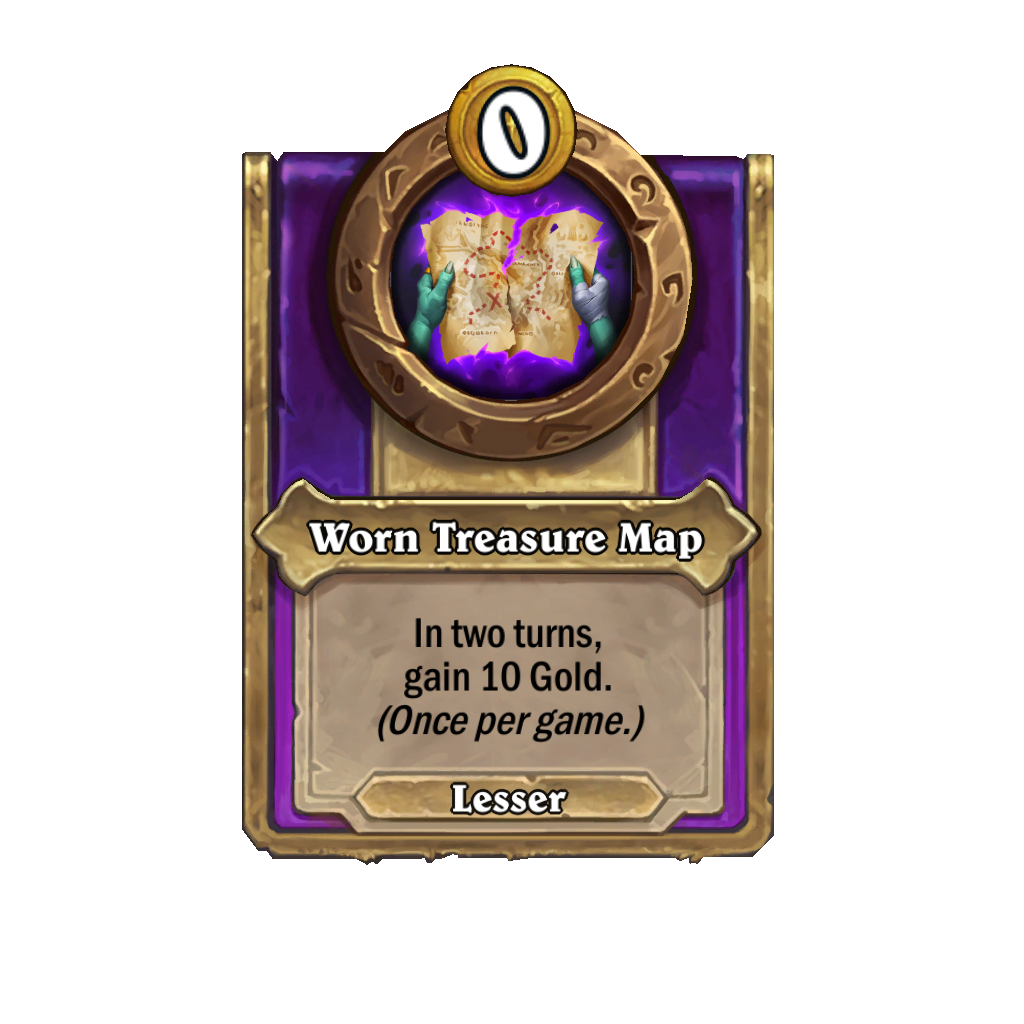 0
Worn Treasure Map
In two turns,
gain 10 Gold.
(Once per game.)
Lesser